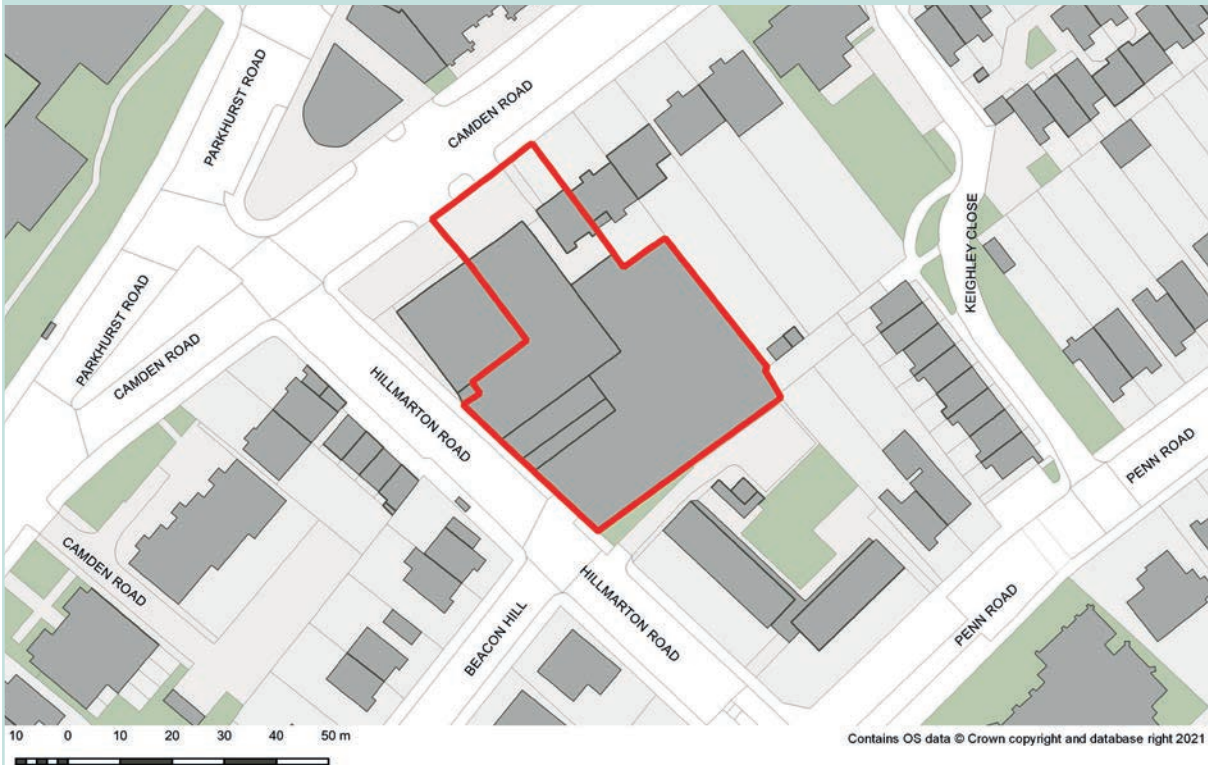 PARKHURST ROAD
CAMDEN ROAD
KEIGHLEY CLOSE
PARKHURST ROAD
CAMDEN ROAD
HILLMARTON ROAD
PENN ROAD
CAMDEN ROAD
HILLMARTON ROAD
BEACON HILL
PENN ROAD
10 0 10 20 30 40 50 m
Contains OS data © Crown copyright and database right 2021